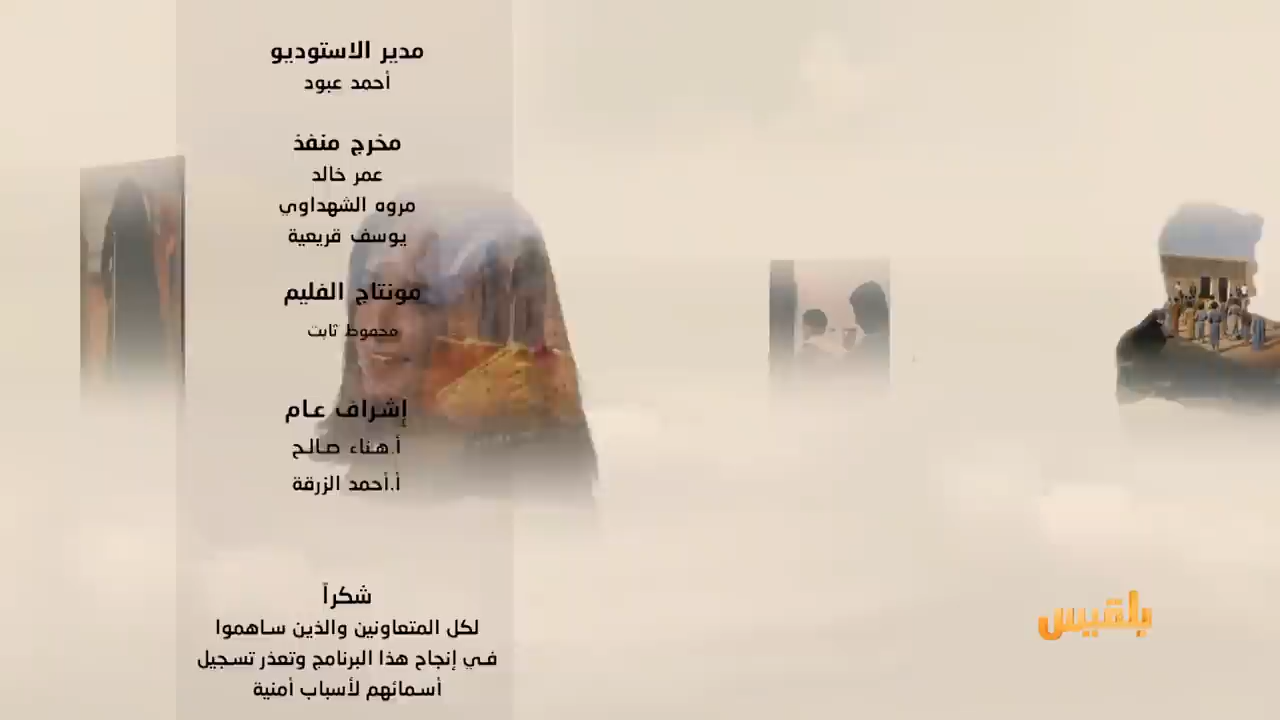 مدير الاستوديو
أحمد عبود
مخرج منفذ
عمر خالد
مروه الشهداوي
يوسف قريعية
مونتاج الفليم
محموط ثابت
إشراف عام
أ.هناء صالح
أ.أحمد الزرقة
شكراً
لكل المتعاونين والذين ساهموا
في إنجاح هذا البرنامج وتعذر تسجيل
أسمائهم لأسباب أمنية
بلقيس